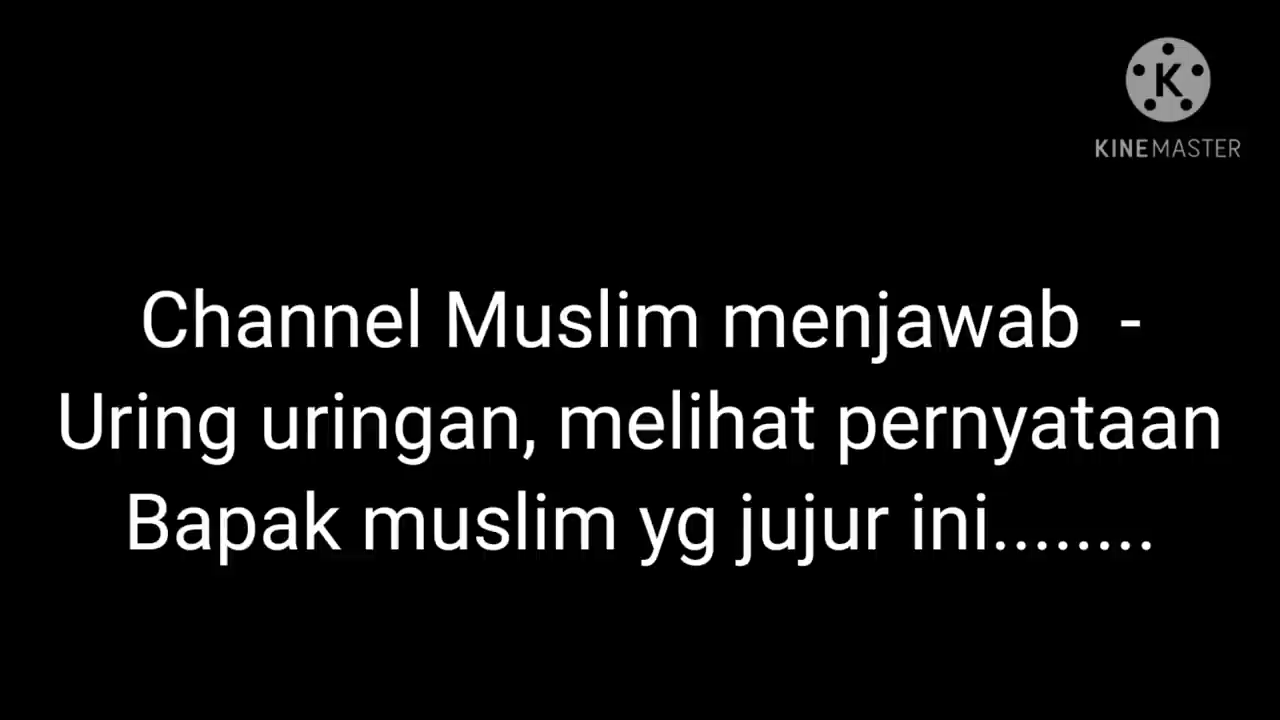 K
KINEMASTER
Channel Muslim menjawab -
Uring uringan, melihat pernyataan
Bapak muslim yg jujur ini........